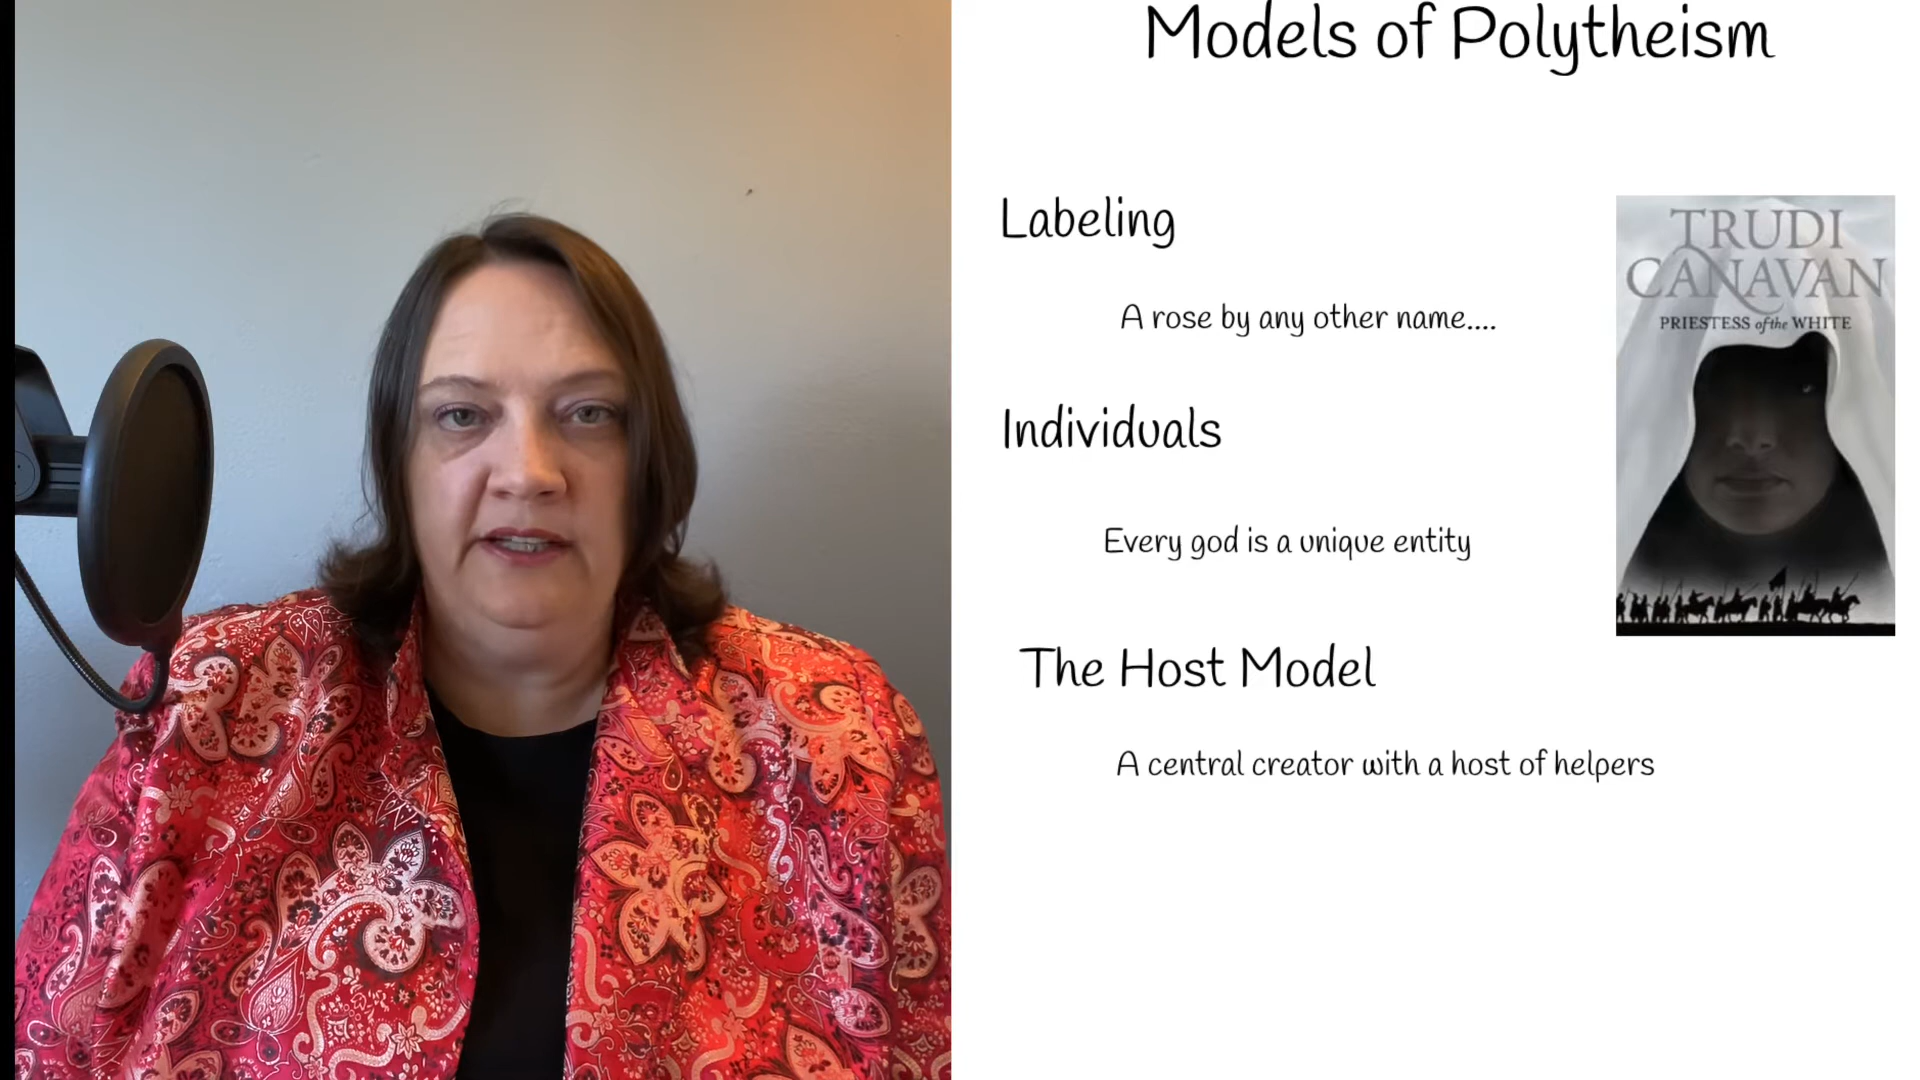 Models of Polytheism
Labeling
A rose by any other name....
Individuals
Every god is a unique entity
The Host Model
A central creator with a host of helpers
TRUDI
CANAVAN
PRIESTESS of the WHITE